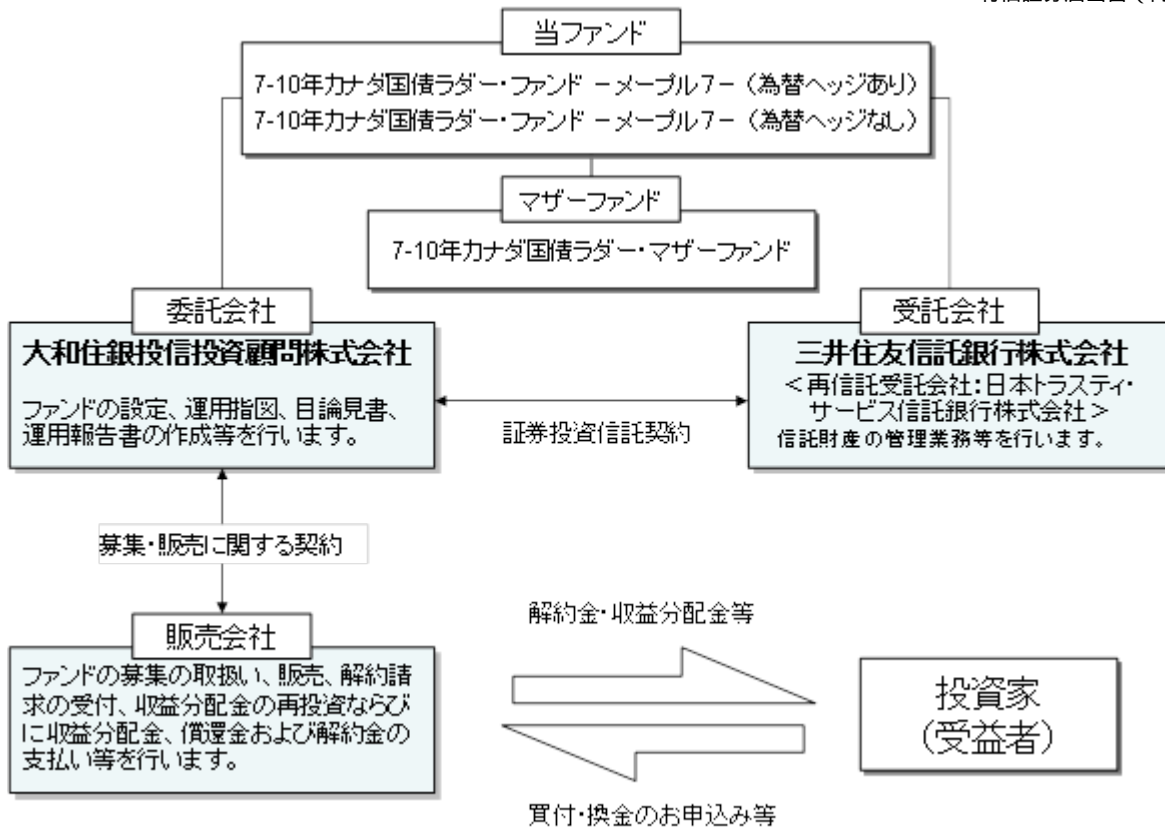 当ファンド
7-10年カナダ国債ラダー・ファンド －メープル7－（為替ヘッジあり）
7-10年カナダ国債ラダー・ファンド －メープル7－（為替ヘッジなし）
マザーファンド
7-10年カナダ国債ラダー・マザーファンド
委託会社
大和住銀投信投資顧問株式会社
ファンドの設定、運用指図、目論見書、
運用報告書の作成等を行います。
証券投資信託契約
受託会社
三井住友信託銀行株式会社
＜再信託受託会社：日本トラスティ・
サービス信託銀行株式会社＞
信託財産の管理業務等を行います。
募集・販売に関する契約
販売会社
ファンドの募集の取扱い、販売、解約請
求の受付、収益分配金の再投資ならび
に収益分配金、償還金および解約金の
支払い等を行います。
解約金・収益分配金等
買付・換金のお申込み等
投資家
（受益者）